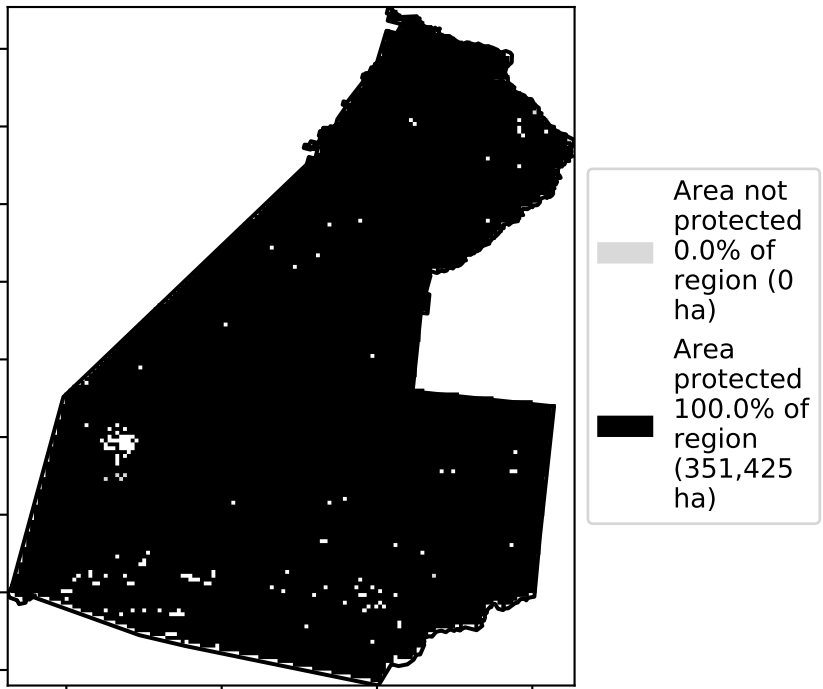 Area not
protected
0.0% of
region (0
ha)
Area
protected
100.0% of
region
(351,425
ha)